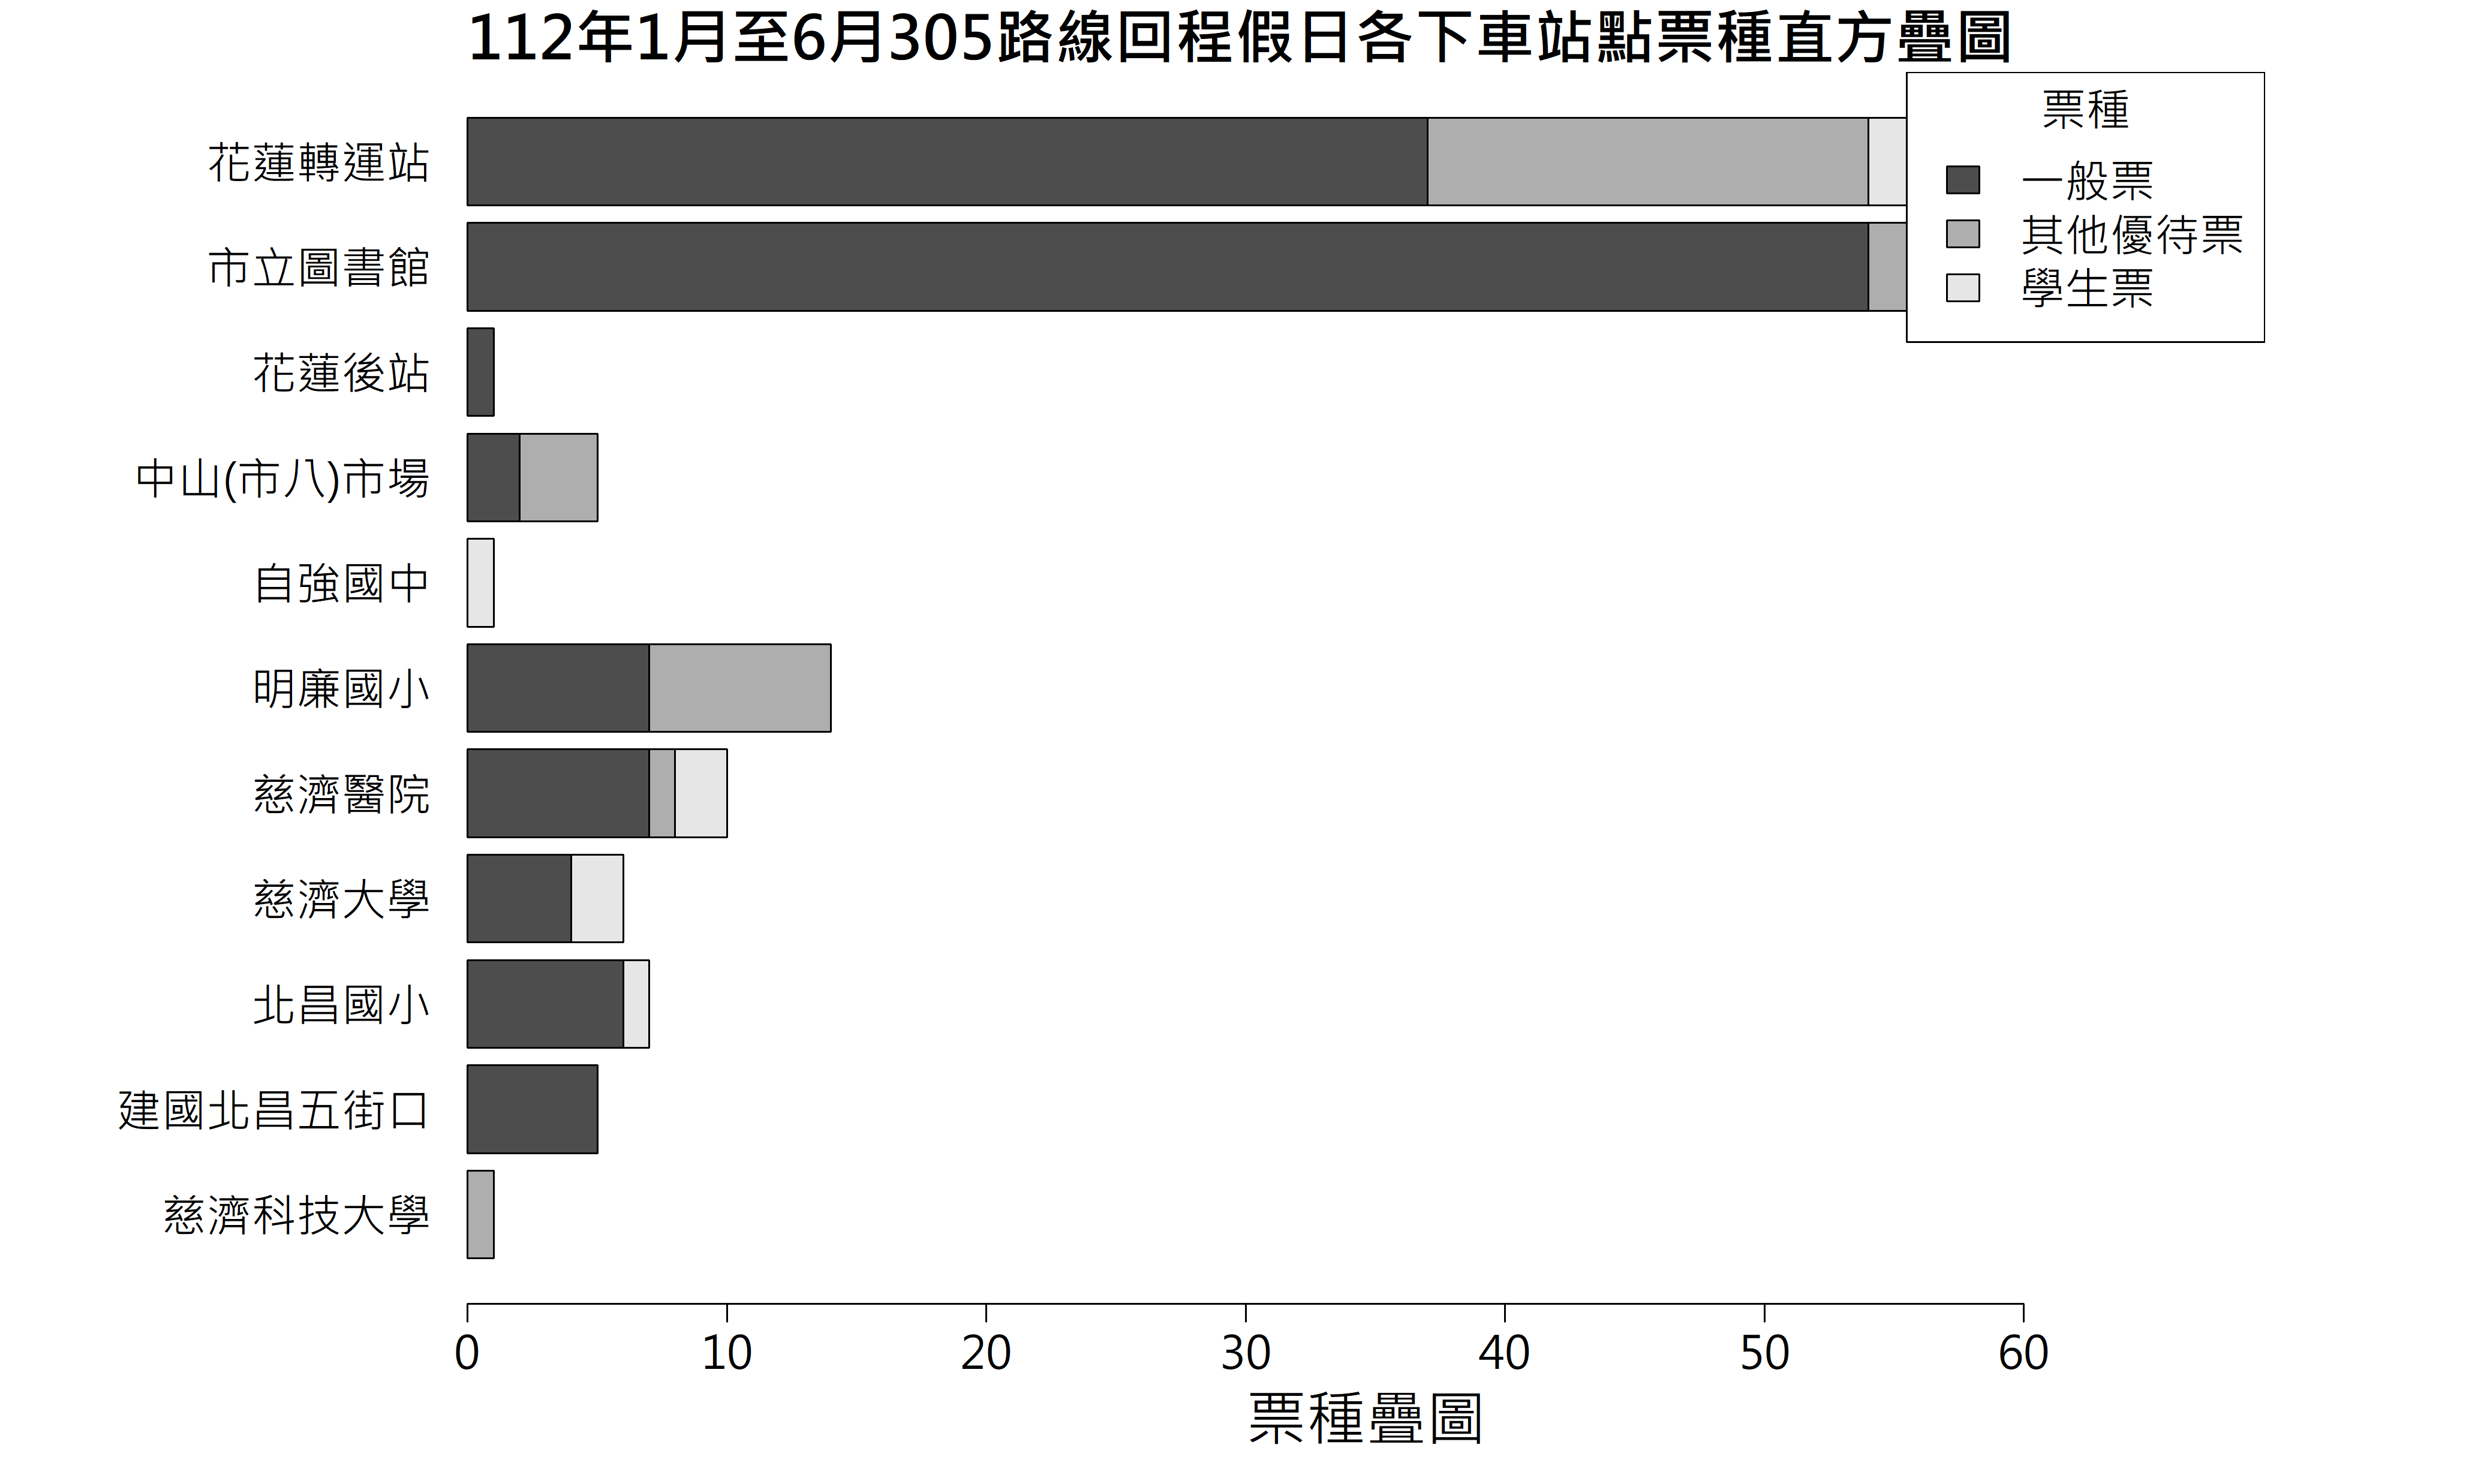 112年1月至6月305路線回程假日各下車站點票種直方疊圖
票種
一般票
其他優待票
學生票
花蓮轉運站
市立圖書館
花蓮後站
中山(市八)市場
自強國中
明廉國小
慈濟醫院
慈濟大學
北昌國小
建國北昌五街口
慈濟科技大學
0 10 20 30 40 50 60
票種疊圖